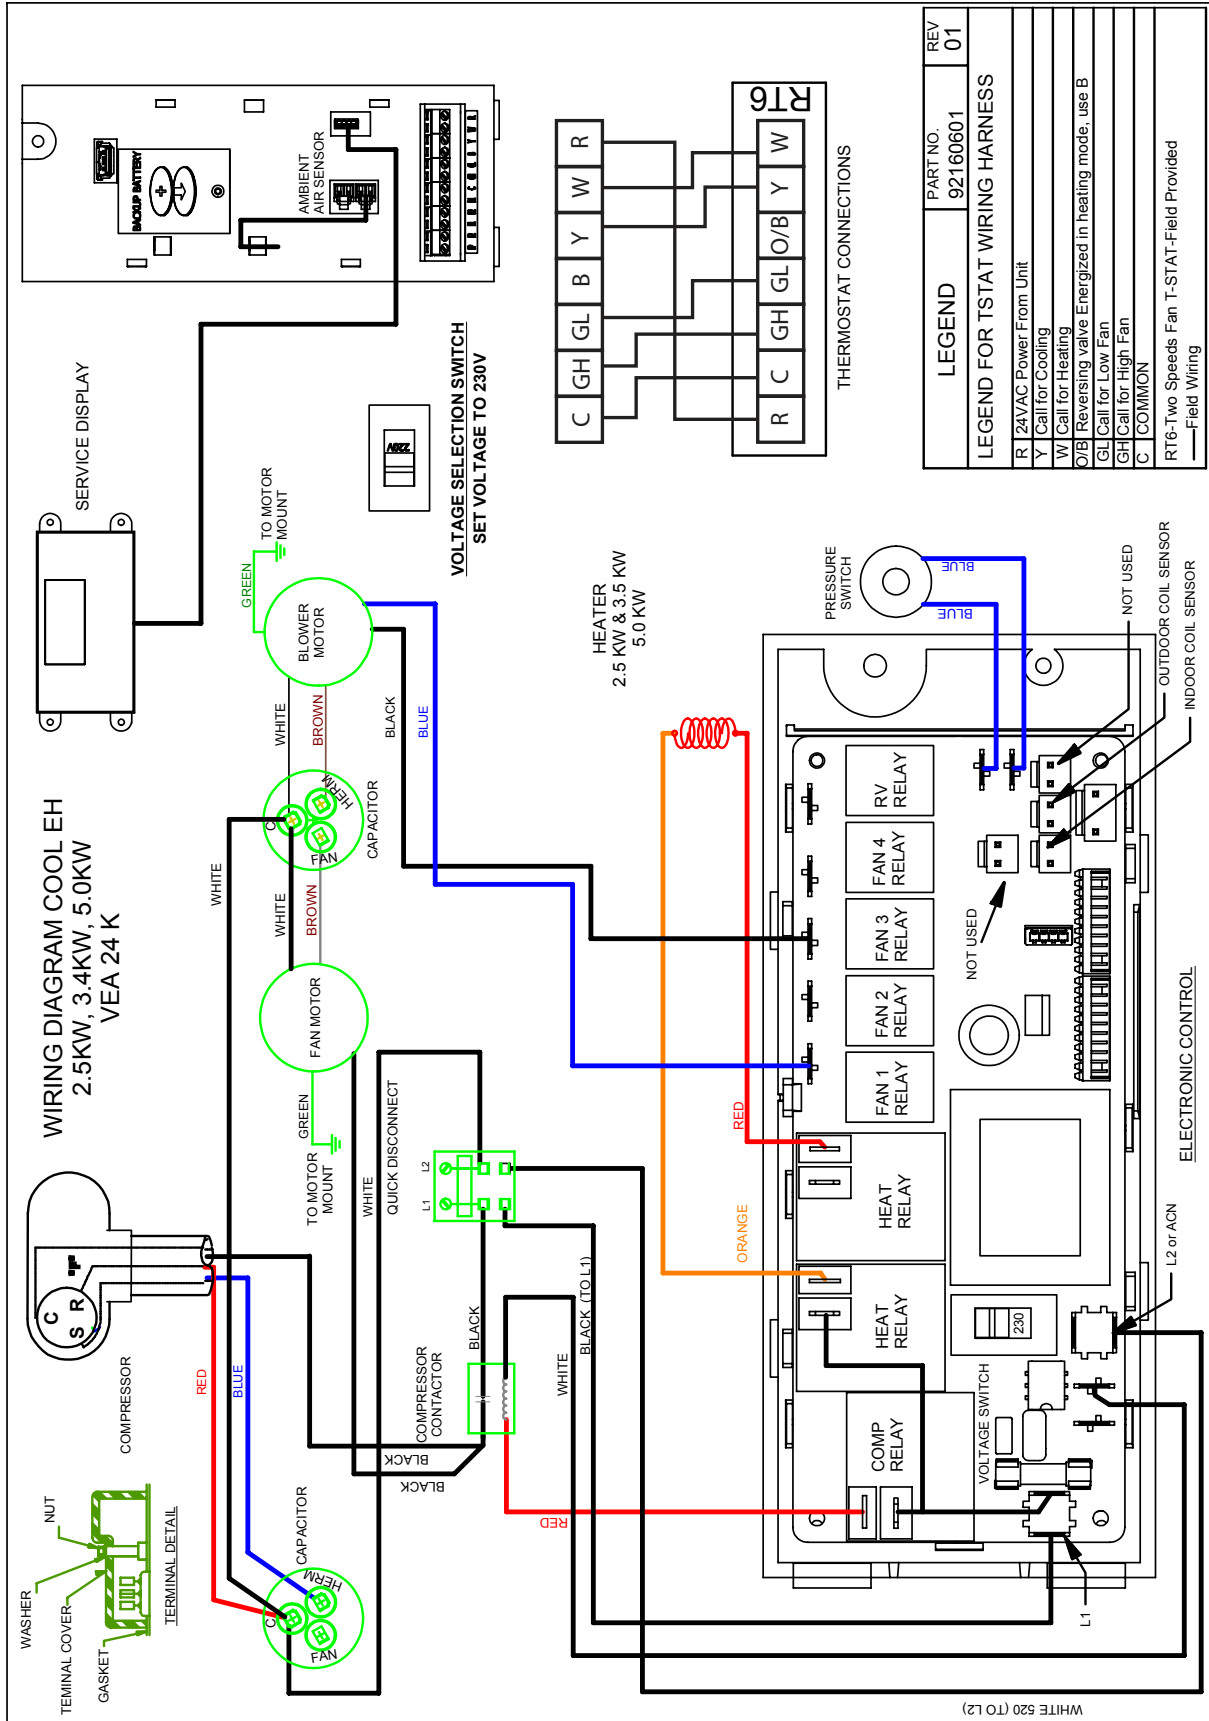 WIRING DIAGRAM COOL EH
2.5KW, 3.4KW, 5.0KW
VEA 24 K
SERVICE DISPLAY
BACKUP BATTERY
+
AMBIENT
AIR SENSOR
WASHER
NUT
TEMINAL COVER
GASKET
TERMINAL DETAIL
COMPRESSOR
C
S R
RED
BLUE
CAPACITOR
C
HERM
FAN
TO MOTOR
MOUNT
GREEN
FAN MOTOR
WHITE
WHITE
BROWN
C
HERM
FAN
CAPACITOR
WHITE
BROWN
BLOWER
MOTOR
GREEN
TO MOTOR
MOUNT
BLACK
BLUE
VOLTAGE SELECTION SWITCH
SET VOLTAGE TO 230V
220V
WHITE
QUICK DISCONNECT
L1
L2
BLACK
BLACK
BLACK
COMPRESSOR
CONTACTOR
WHITE
BLACK (TO L1)
RED
ORANGE
RED
HEATER
2.5 KW & 3.5 KW
5.0 KW
PRESSURE
SWITCH
BLUE
BLUE
COMP
RELAY
HEAT
RELAY
HEAT
RELAY
FAN 1
RELAY
FAN 2
RELAY
FAN 3
RELAY
FAN 4
RELAY
RV
RELAY
VOLTAGE SWITCH
230
NOT USED
NOT USED
OUTDOOR COIL SENSOR
INDOOR COIL SENSOR
L1
L2 or ACN
ELECTRONIC CONTROL
WHITE 520 (TO L2)
C GH GL B Y W R
R C GH GL O/B Y W
RT6
THERMOSTAT CONNECTIONS
LEGEND
PART NO.
92160601
REV
01
LEGEND FOR TSTAT WIRING HARNESS
R 24VAC Power From Unit
Y Call for Cooling
W Call for Heating
O/B Reversing valve Energized in heating mode, use B
GL Call for Low Fan
GH Call for High Fan
C COMMON
RT6-Two Speeds Fan T-STAT-Field Provided
Field Wiring